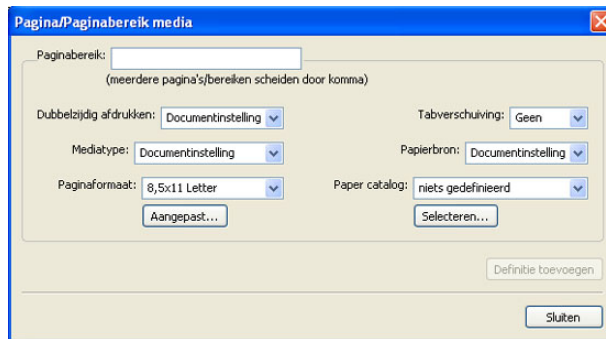 Pagina/Paginabereik media
Paginabereik:
(meerdere pagina's/bereiken scheiden door komma)
Dubbelzijdig afdrukken: Documentinstelling Tabverschuiving: Geen
Mediatype: Documentinstelling Papierbron: Documentinstelling
Paginaformaat: 8,5x11 Letter Paper catalog: niets gedefinieerd
Aangepast... Selecteren...
Definitie toevoegen
Sluiten